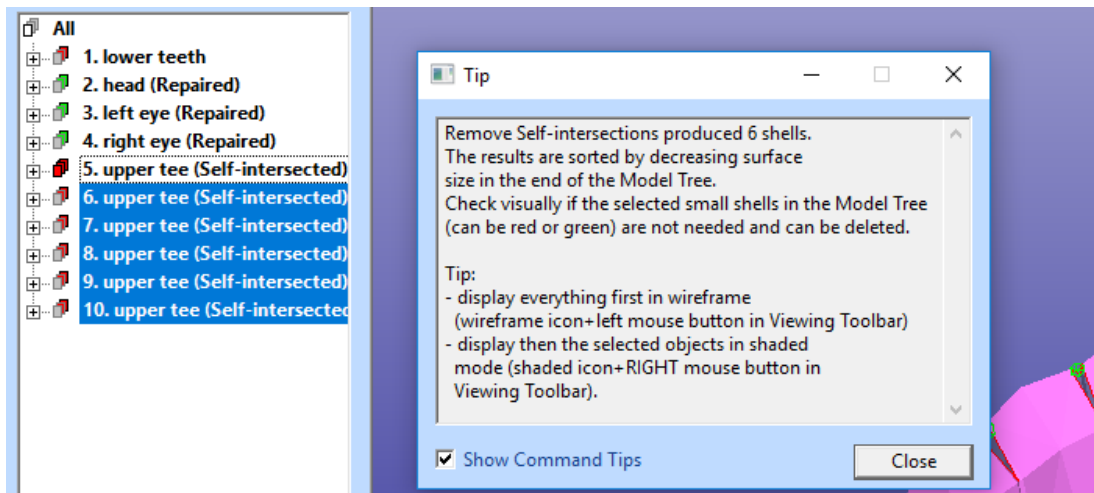 All
1. lower teeth
2. head (Repaired)
3. left eye (Repaired)
4. right eye (Repaired)
5. upper tee (Self-intersected)
6. upper tee (Self-intersected)
7. upper tee (Self-intersected)
8. upper tee (Self-intersected)
9. upper tee (Self-intersected)
10. upper tee (Self-intersected
Tip
Remove Self-intersections produced 6 shells.
The results are sorted by decreasing surface
size in the end of the Model Tree.
Check visually if the selected small shells in the Model Tree
(can be red or green) are not needed and can be deleted.
Tip:
- display everything first in wireframe
(wireframe icon+left mouse button in Viewing Toolbar)
- display then the selected objects in shaded
mode (shaded icon+RIGHT mouse button in
Viewing Toolbar).
Show Command Tips
Close